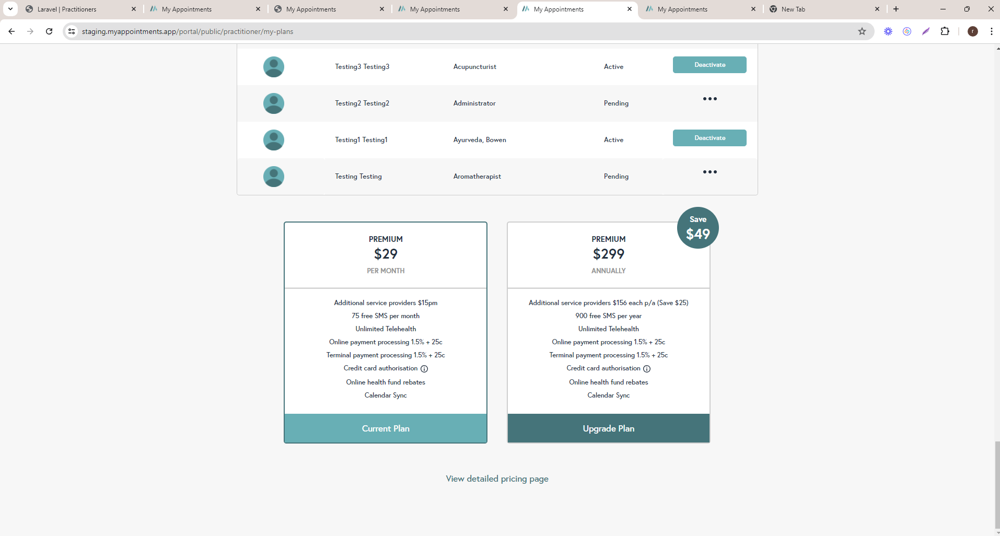 Laravel | Practitioners
My Appointments
My Appointments
My Appointments
My Appointments
My Appointments
New Tab
staging.myappointments.app/portal/public/practitioner/my-plans
r
Testing3 Testing3 Acupuncturist Active Deactivate
Testing2 Testing2 Administrator Pending
Testing1 Testing1 Ayurveda, Bowen Active Deactivate
Testing Testing Aromatherapist Pending
PREMIUM
$29
PER MONTH
Additional service providers $15pm
75 free SMS per month
Unlimited Telehealth
Online payment processing 1.5% + 25c
Terminal payment processing 1.5% + 25c
Credit card authorisation
Online health fund rebates
Calendar Sync
Current Plan
Save
$49
PREMIUM
$299
ANNUALLY
Additional service providers $156 each p/a (Save $25)
900 free SMS per year
Unlimited Telehealth
Online payment processing 1.5% + 25c
Terminal payment processing 1.5% + 25c
Credit card authorisation
Online health fund rebates
Calendar Sync
Upgrade Plan
View detailed pricing page